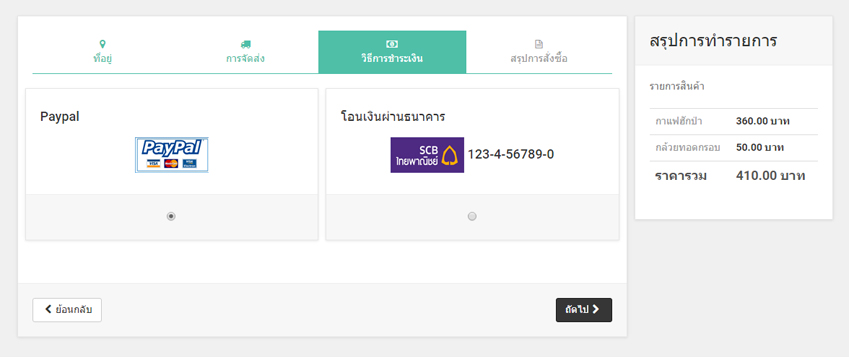 ที่อยู่
การจัดส่ง
วิธีการชำระเงิน
สรุปการสั่งซื้อ
Paypal
PayPal
VISA
โอนเงินผ่านธนาคาร
SCB
ไทยพาณิชย์
123-4-56789-0
ย้อนกลับ
ถัดไป
สรุปการทำรายการ
รายการสินค้า
กาแฟฮักป่า 360.00 บาท
กล้วยทอดกรอบ 50.00 บาท
ราคารวม 410.00 บาท